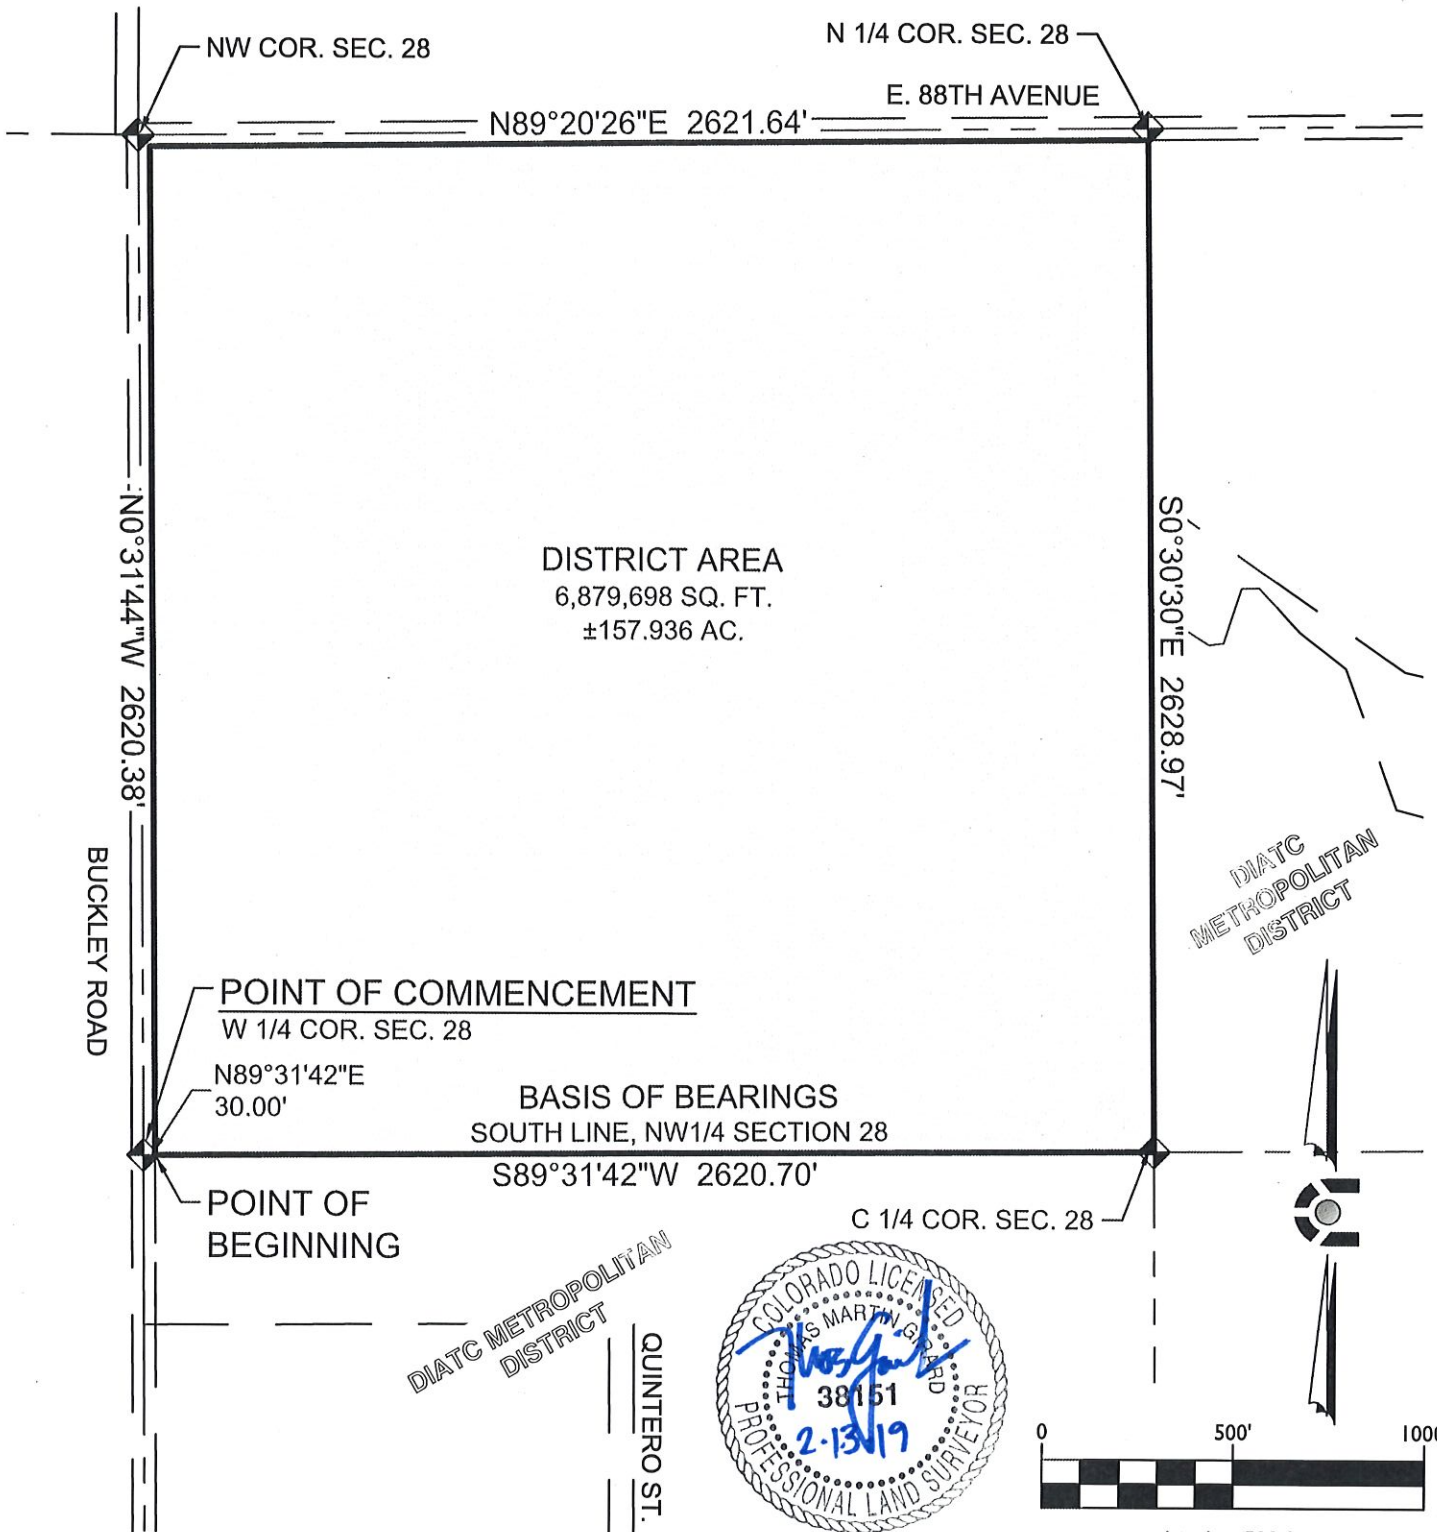 NW COR. SEC. 28
N 1/4 COR. SEC. 28
E. 88TH AVENUE
N89°20'26"E 2621.64'
N0°31'44"W 2620.38'
S0°30'30"E 2628.97'
DISTRICT AREA
6,879,698 SQ. FT.
±157.936 AC.
BUCKLEY ROAD
DIATC
METROPOLITAN
DISTRICT
POINT OF COMMENCEMENT
W 1/4 COR. SEC. 28
N89°31'42"E
30.00'
BASIS OF BEARINGS
SOUTH LINE, NW1/4 SECTION 28
S89°31'42"W 2620.70'
POINT OF
BEGINNING
C 1/4 COR. SEC. 28
DIATC METROPOLITAN
DISTRICT
QUINTERO ST.
COLORADO LICENSED
THOMAS MARTIN GIRARD
38151
2·13·19
PROFESSIONAL LAND SURVEYOR
0 500' 1000